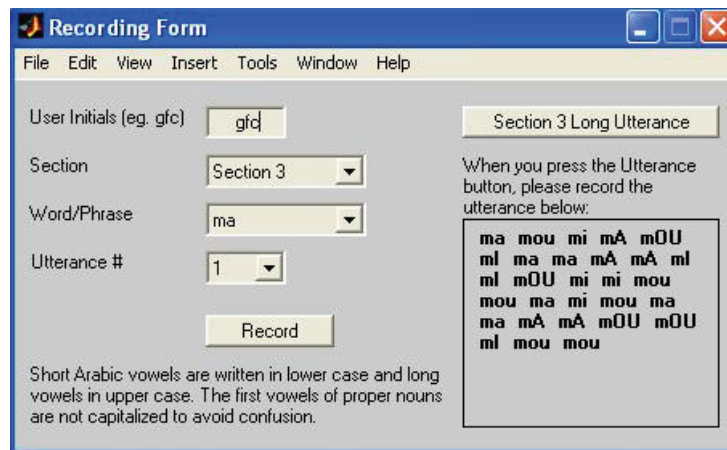 Recording Form
File Edit View Insert Tools Window Help
User Initials (eg. gfc) gfc
Section Section 3
Word/Phrase ma
Utterance # 1
Record
Short Arabic vowels are written in lower case and long
vowels in upper case. The first vowels of proper nouns
are not capitalized to avoid confusion.
Section 3 Long Utterance
When you press the Utterance
button, please record the
utterance below:
ma mou mi mA mOU
mI ma ma mA mA mI
mI mOU mi mi mou
mou ma mi mou ma
ma mA mA mOU mOU
mI mou mou